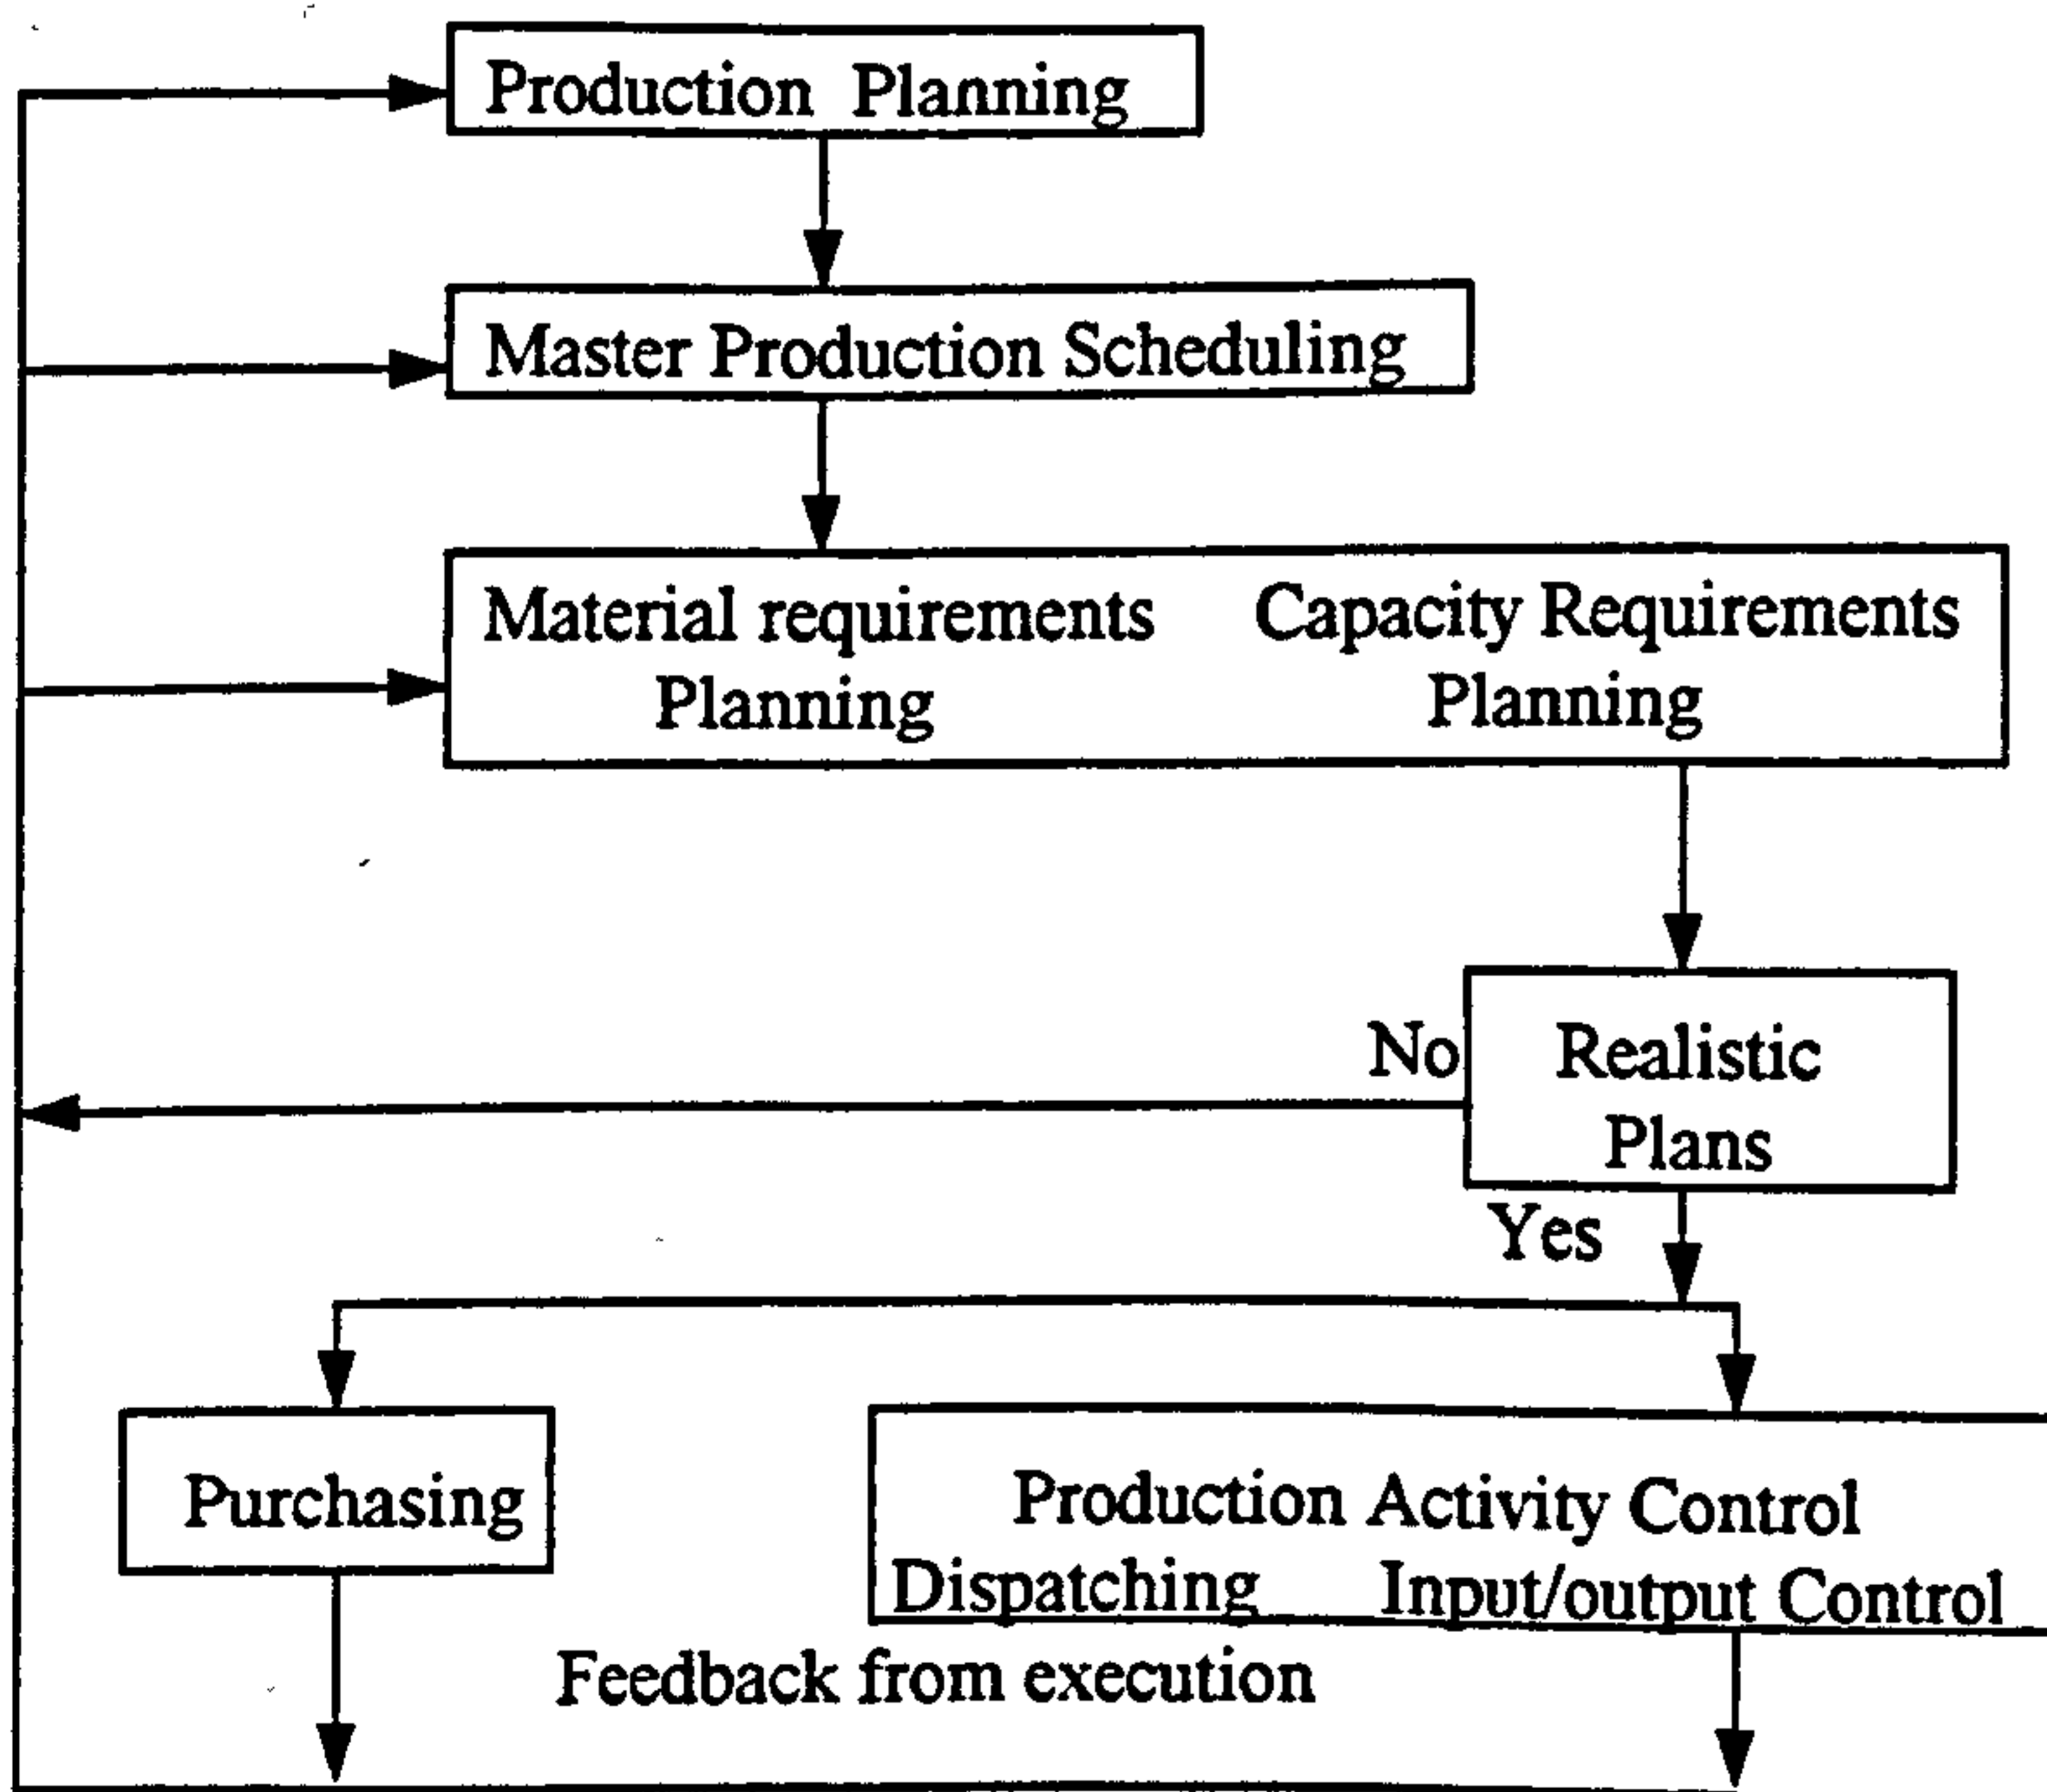 Production Planning
Master Production Scheduling
Material requirements
Planning
Capacity Requirements
Planning
No
Realistic
Plans
Yes
Purchasing
Production Activity Control
Dispatching Input/output Control
Feedback from execution